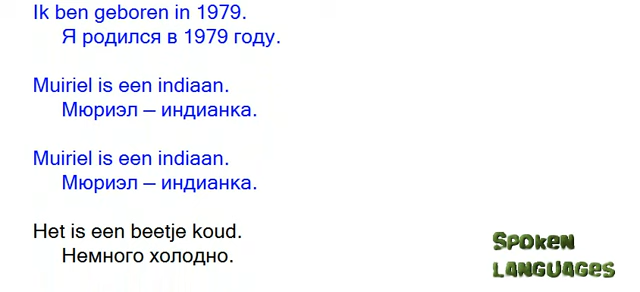 Ik ben geboren in 1979.
Я родился в 1979 году.
Muiriel is een indiaan.
Мюриэл – индианка.
Muiriel is een indiaan.
Мюриэл – индианка.
Het is een beetje koud.
Немного холодно.
SPOKEN
LANGUAGES